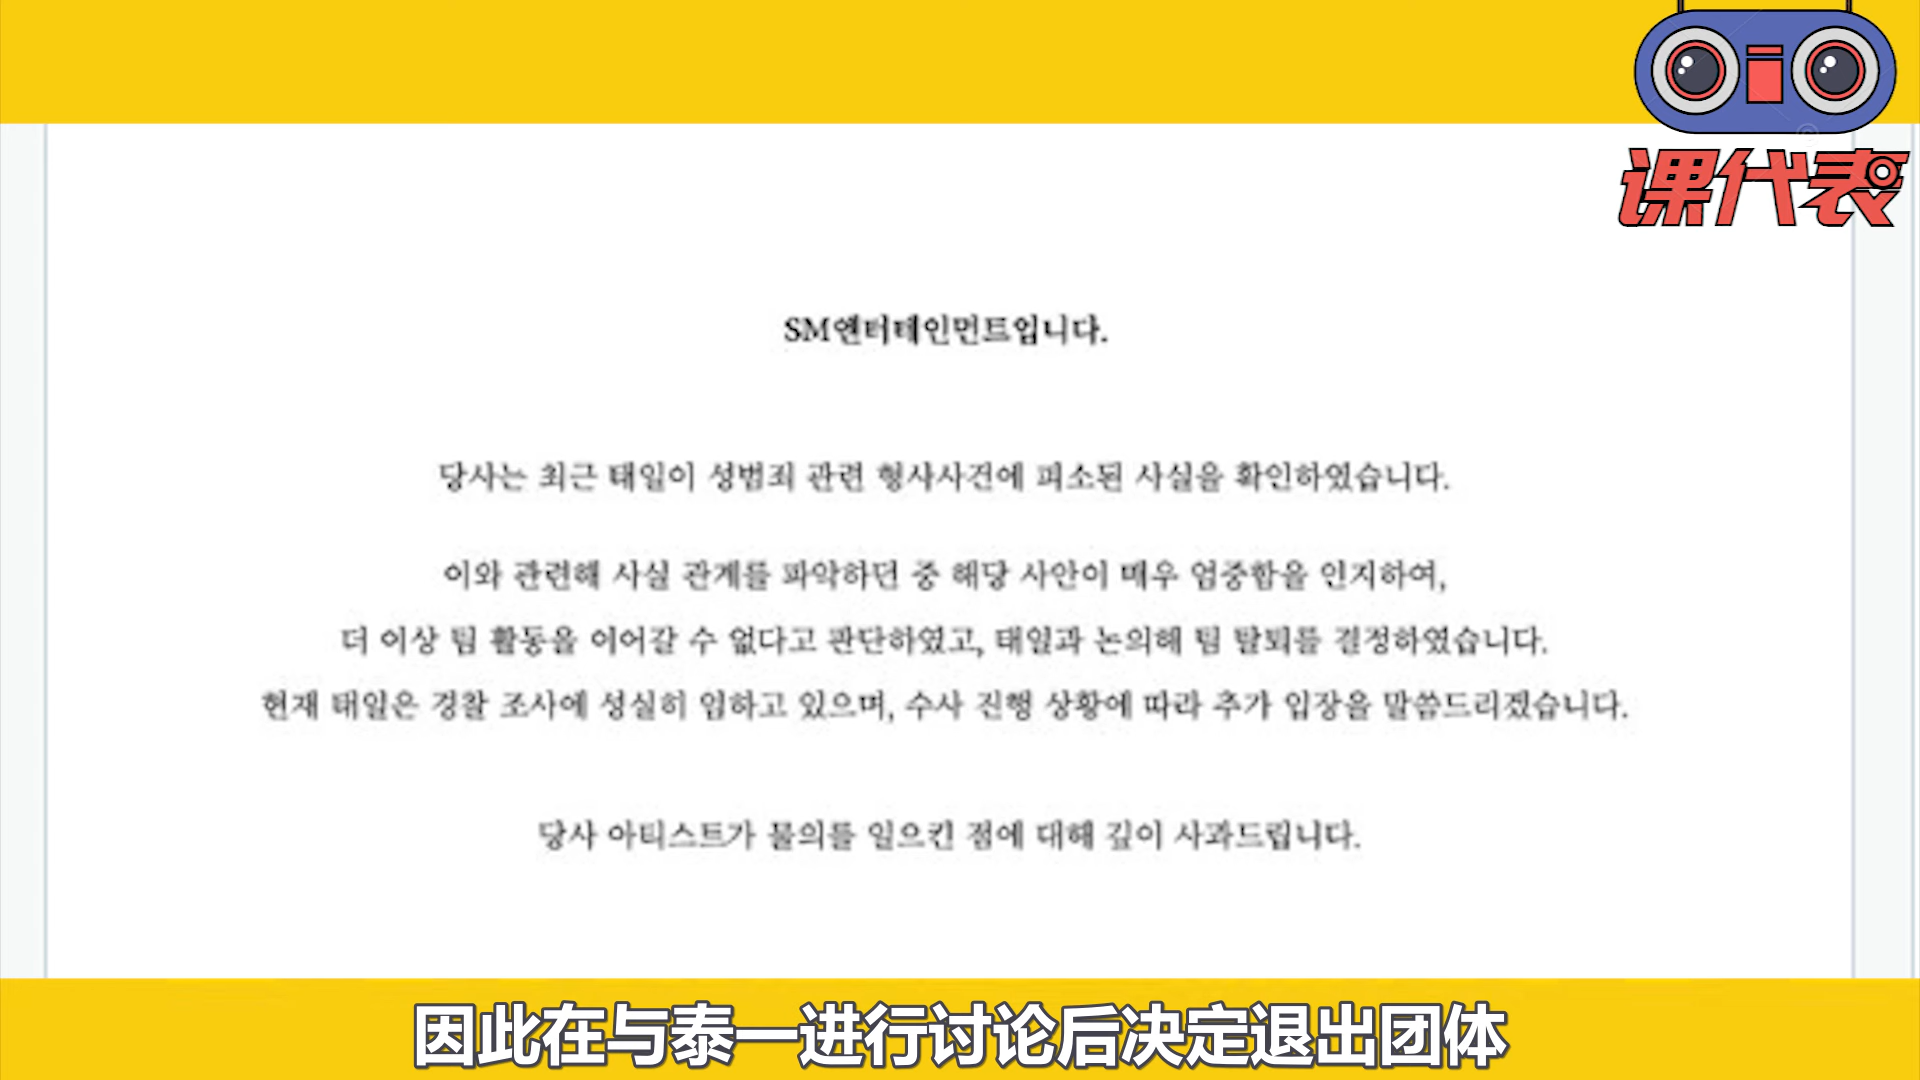 课代表
SM엔터테인먼트입니다.
당사는 최근 태일이 성범죄 관련 형사사건에 피소된 사실을 확인하였습니다.
이와 관련해 사실 관계를 파악하던 중 해당 사안이 매우 엄중함을 인지하여,
더 이상 팀 활동을 이어갈 수 없다고 판단하였고, 태일과 논의해 팀 탈퇴를 결정하였습니다.
현재 태일은 경찰 조사에 성실히 임하고 있으며, 수사 진행 상황에 따라 추가 입장을 말씀드리겠습니다.
당사 아티스트가 물의를 일으킨 점에 대해 깊이 사과드립니다.
因此在与泰一进行讨论后决定退出团体